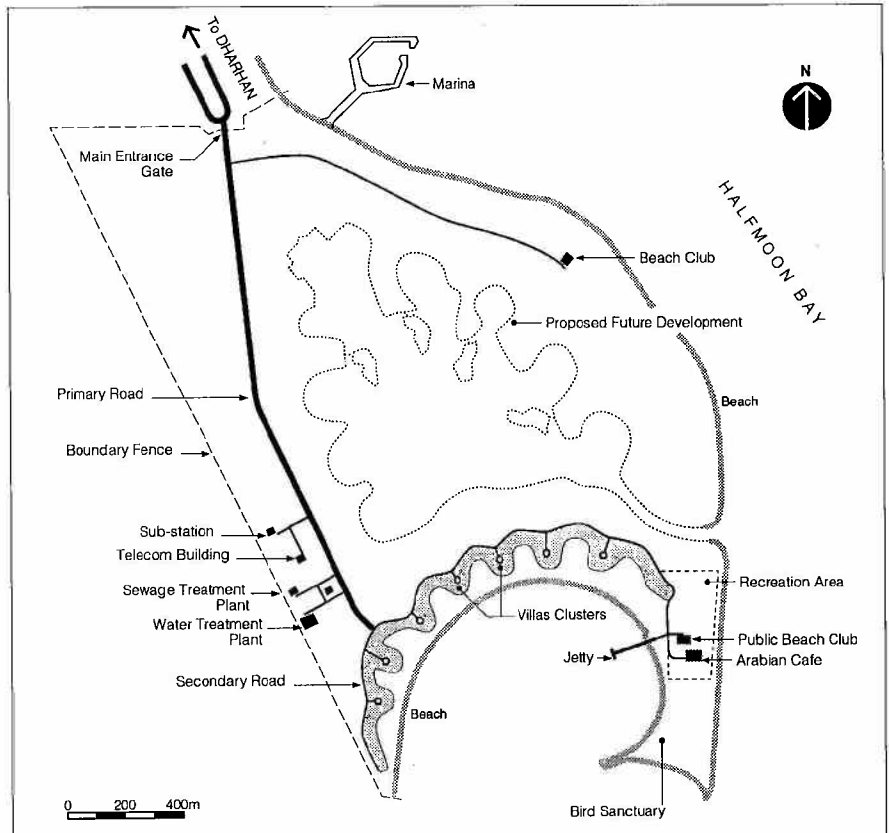 To DHARHAN
Marina
N
Main Entrance
Gate
HALFMOON BAY
Beach Club
Proposed Future Development
Primary Road
Beach
Boundary Fence
Sub-station
Telecom Building
Sewage Treatment
Plant
Recreation Area
Villas Clusters
Water Treatment
Plant
Public Beach Club
Jetty
Arabian Cafe
Secondary Road
Beach
Bird Sanctuary
0 200 400m